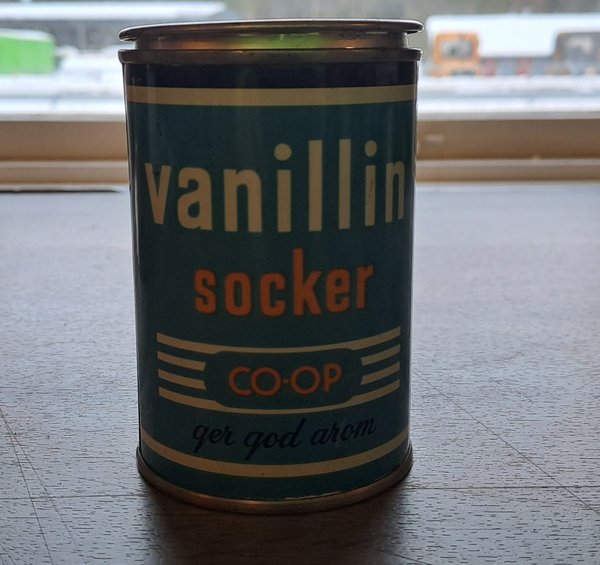 vanillin
socker
CO-OP
ger god arom